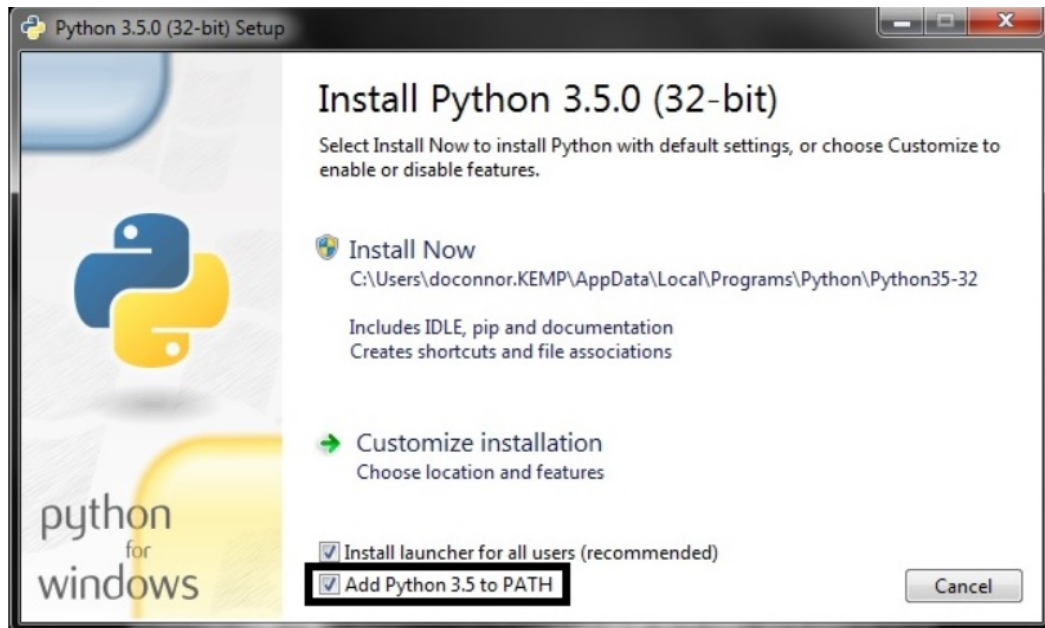 Python 3.5.0 (32-bit) Setup
Install Python 3.5.0 (32-bit)
Select Install Now to install Python with default settings, or choose Customize to
enable or disable features.
Install Now
C:\Users\doconnor.KEMP\AppData\Local\Programs\Python\Python35-32
Includes IDLE, pip and documentation
Creates shortcuts and file associations
Customize installation
Choose location and features
python
for
windows
Install launcher for all users (recommended)
Add Python 3.5 to PATH
Cancel